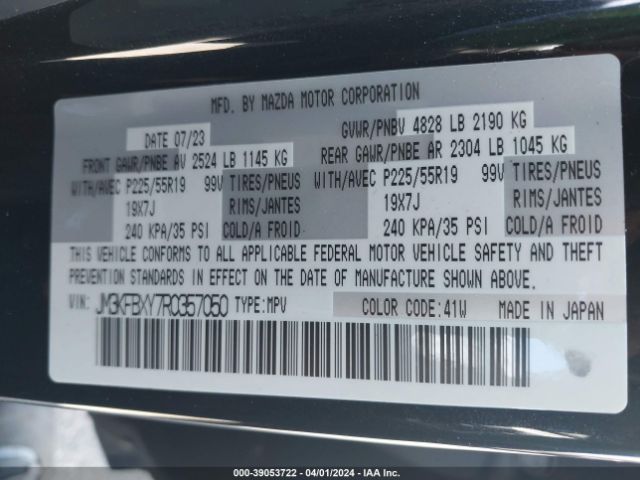 MFD. BY MAZDA MOTOR CORPORATION
DATE 07/23 GVWR/PNBV 4828 LB 2190 KG
FRONT GAWR/PNBE AV 2524 LB 1145 KG REAR GAWR/PNBE AR 2304 LB 1045 KG
WITH/AVEC P225/55R19 99V TIRES/PNEUS WITH/AVEC P225/55R19 99V TIRES/PNEUS
19X7J RIMS/JANTES 19X7J RIMS/JANTES
240 KPA/35 PSI COLD/A FROID 240 KPA/35 PSI COLD/A FROID
THIS VEHICLE CONFORMS TO ALL APPLICABLE FEDERAL MOTOR VEHICLE SAFETY AND THEFT
PREVENTION STANDARDS IN EFFECT ON THE DATE OF MANUFACTURE SHOWN ABOVE.
VIN: JM3KFBXY7R0357050 TYPE:MPV COLOR CODE:41W MADE IN JAPAN
000-39053722 - 04/01/2024 - IAA Inc.